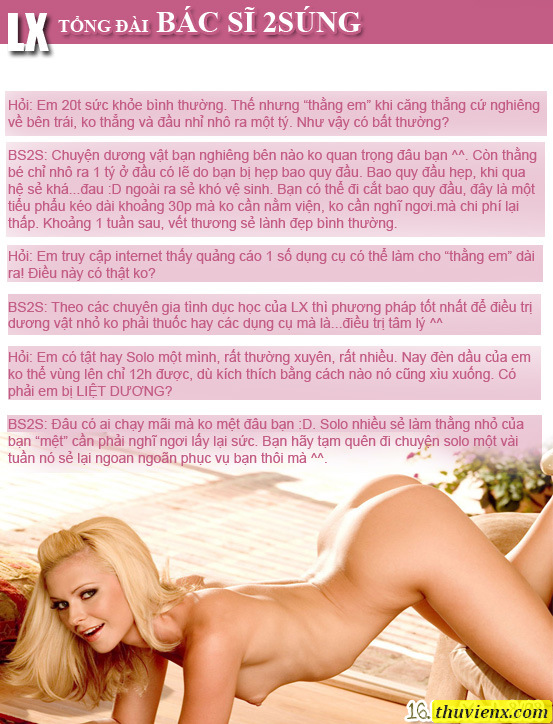 LX TỔNG ĐÀI BÁC SĨ 2SÚNG
Hỏi: Em 20t sức khỏe bình thường. Thế nhưng “thằng em” khi căng thẳng cứ nghiêng
về bên trái, ko thẳng và đầu nhỉ nhô ra một tý. Như vậy có bất thường?
BS2S: Chuyện dương vật bạn nghiêng bên nào ko quan trọng đâu bạn ^^. Còn thằng
bé chỉ nhô ra 1 tý ở đầu có lẽ do bạn bị hẹp bao quy đầu. Bao quy đầu hẹp, khi qua
hệ sẻ khá...đau :D ngoài ra sẻ khó vệ sinh. Bạn có thể đi cắt bao quy đầu, đây là một
tiểu phẩu kéo dài khoảng 30p mà ko cần nằm viện, ko cần nghĩ ngơi.mà chi phí lại
thấp. Khoảng 1 tuần sau, vết thương sẻ lành đẹp bình thường.
Hỏi: Em truy cập internet thấy quảng cáo 1 số dụng cụ có thể làm cho “thằng em” dài
ra! Điều này có thật ko?
BS2S: Theo các chuyên gia tình dục học của LX thì phương pháp tốt nhất để điều trị
dương vật nhỏ ko phải thuốc hay các dụng cụ mà là...điều trị tâm lý ^^
Hỏi: Em có tật hay Solo một mình, rất thường xuyên, rất nhiều. Nay đèn dầu của em
ko thể vùng lên chỉ 12h được, dù kích thích bằng cách nào nó cũng xìu xuống. Có
phải em bị LIỆT DƯƠNG?
BS2S: Đâu có ai chạy mãi mà ko mệt đâu bạn :D. Solo nhiều sẻ làm thằng nhỏ của
bạn “mệt” cần phải nghĩ ngơi lấy lại sức. Bạn hãy tạm quên đi chuyện solo một vài
tuần nó sẻ lại ngoan ngoãn phục vụ bạn thôi mà ^^.
thuvienx.com